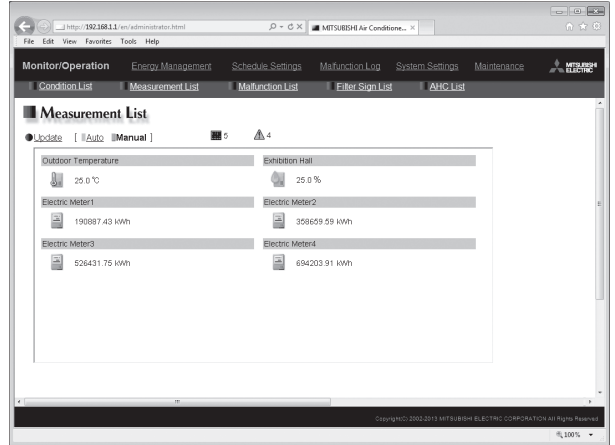 http://192.168.1.1/en/administrator.html
MITSUBISHI Air Conditione...
File Edit View Favorites Tools Help
Monitor/Operation Energy Management Schedule Settings Malfunction Log System Settings Maintenance MITSUBISHI ELECTRIC
Condition List Measurement List Malfunction List Filter Sign List AHC List
Measurement List
Update [ Auto Manual ] 5 4
Outdoor Temperature Exhibition Hall
25.0 °C 25.0 %
Electric Meter1 Electric Meter2
190887.43 kWh 358659.59 kWh
Electric Meter3 Electric Meter4
526431.75 kWh 694203.91 kWh
Copyright(C) 2002-2013 MITSUBISHI ELECTRIC CORPORATION All Rights Reserved
100%